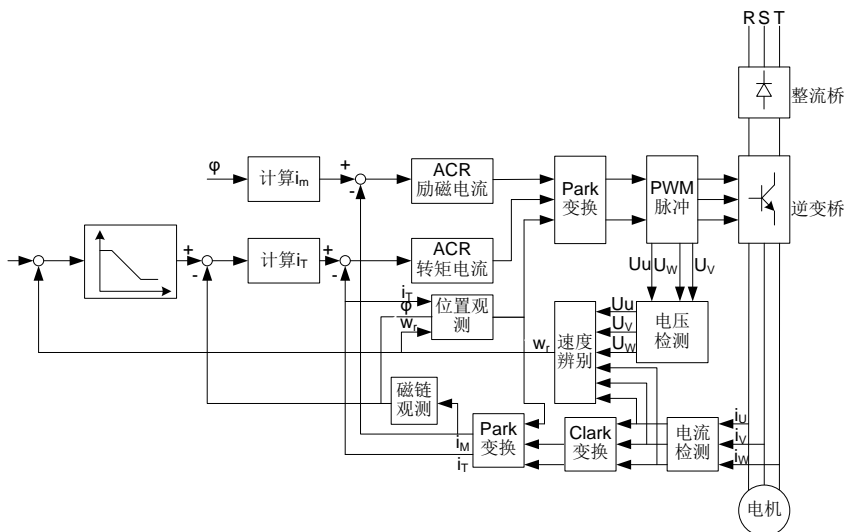 R S T
整流桥
φ
计算im
+
-
ACR
励磁电流
Park
变换
PWM
脉冲
逆变桥
+
-
计算iT
+
-
ACR
转矩电流
Uu
UW
UV
iT
φ
wr
位置观
测
wr
速度
辨别
Uu
UV
UW
电压
检测
磁链
观测
iM
iT
Park
变换
Clark
变换
电流
检测
iU
iV
iW
电机